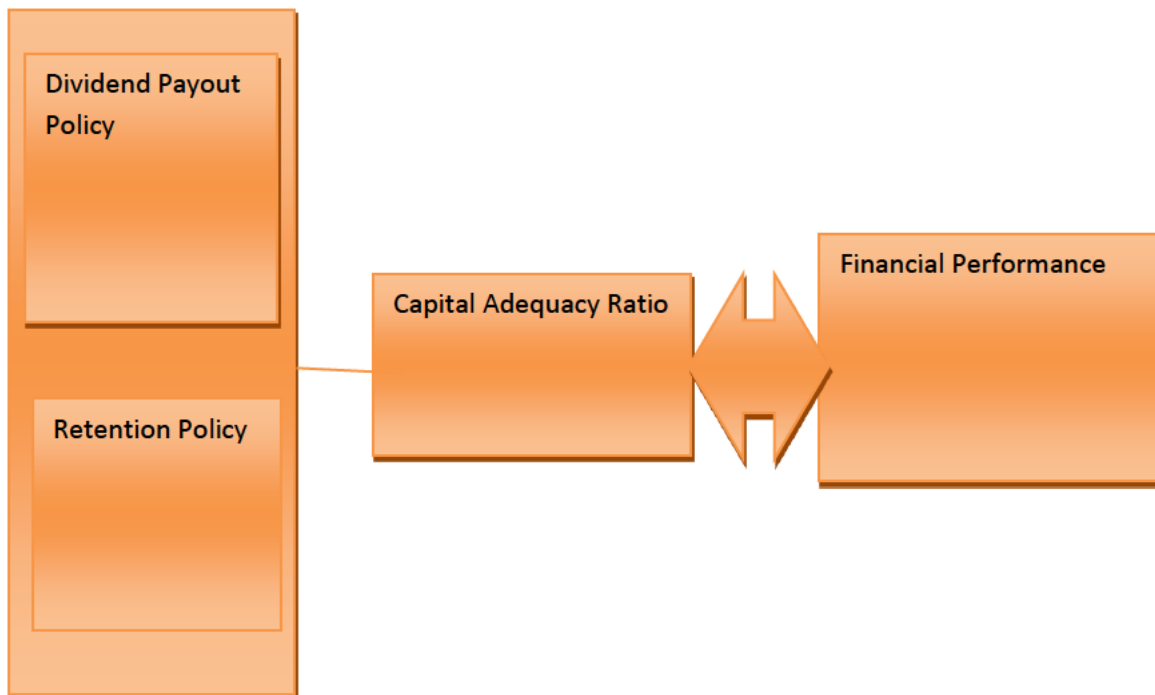 Dividend Payout
Policy
Retention Policy
Capital Adequacy Ratio
Financial Performance